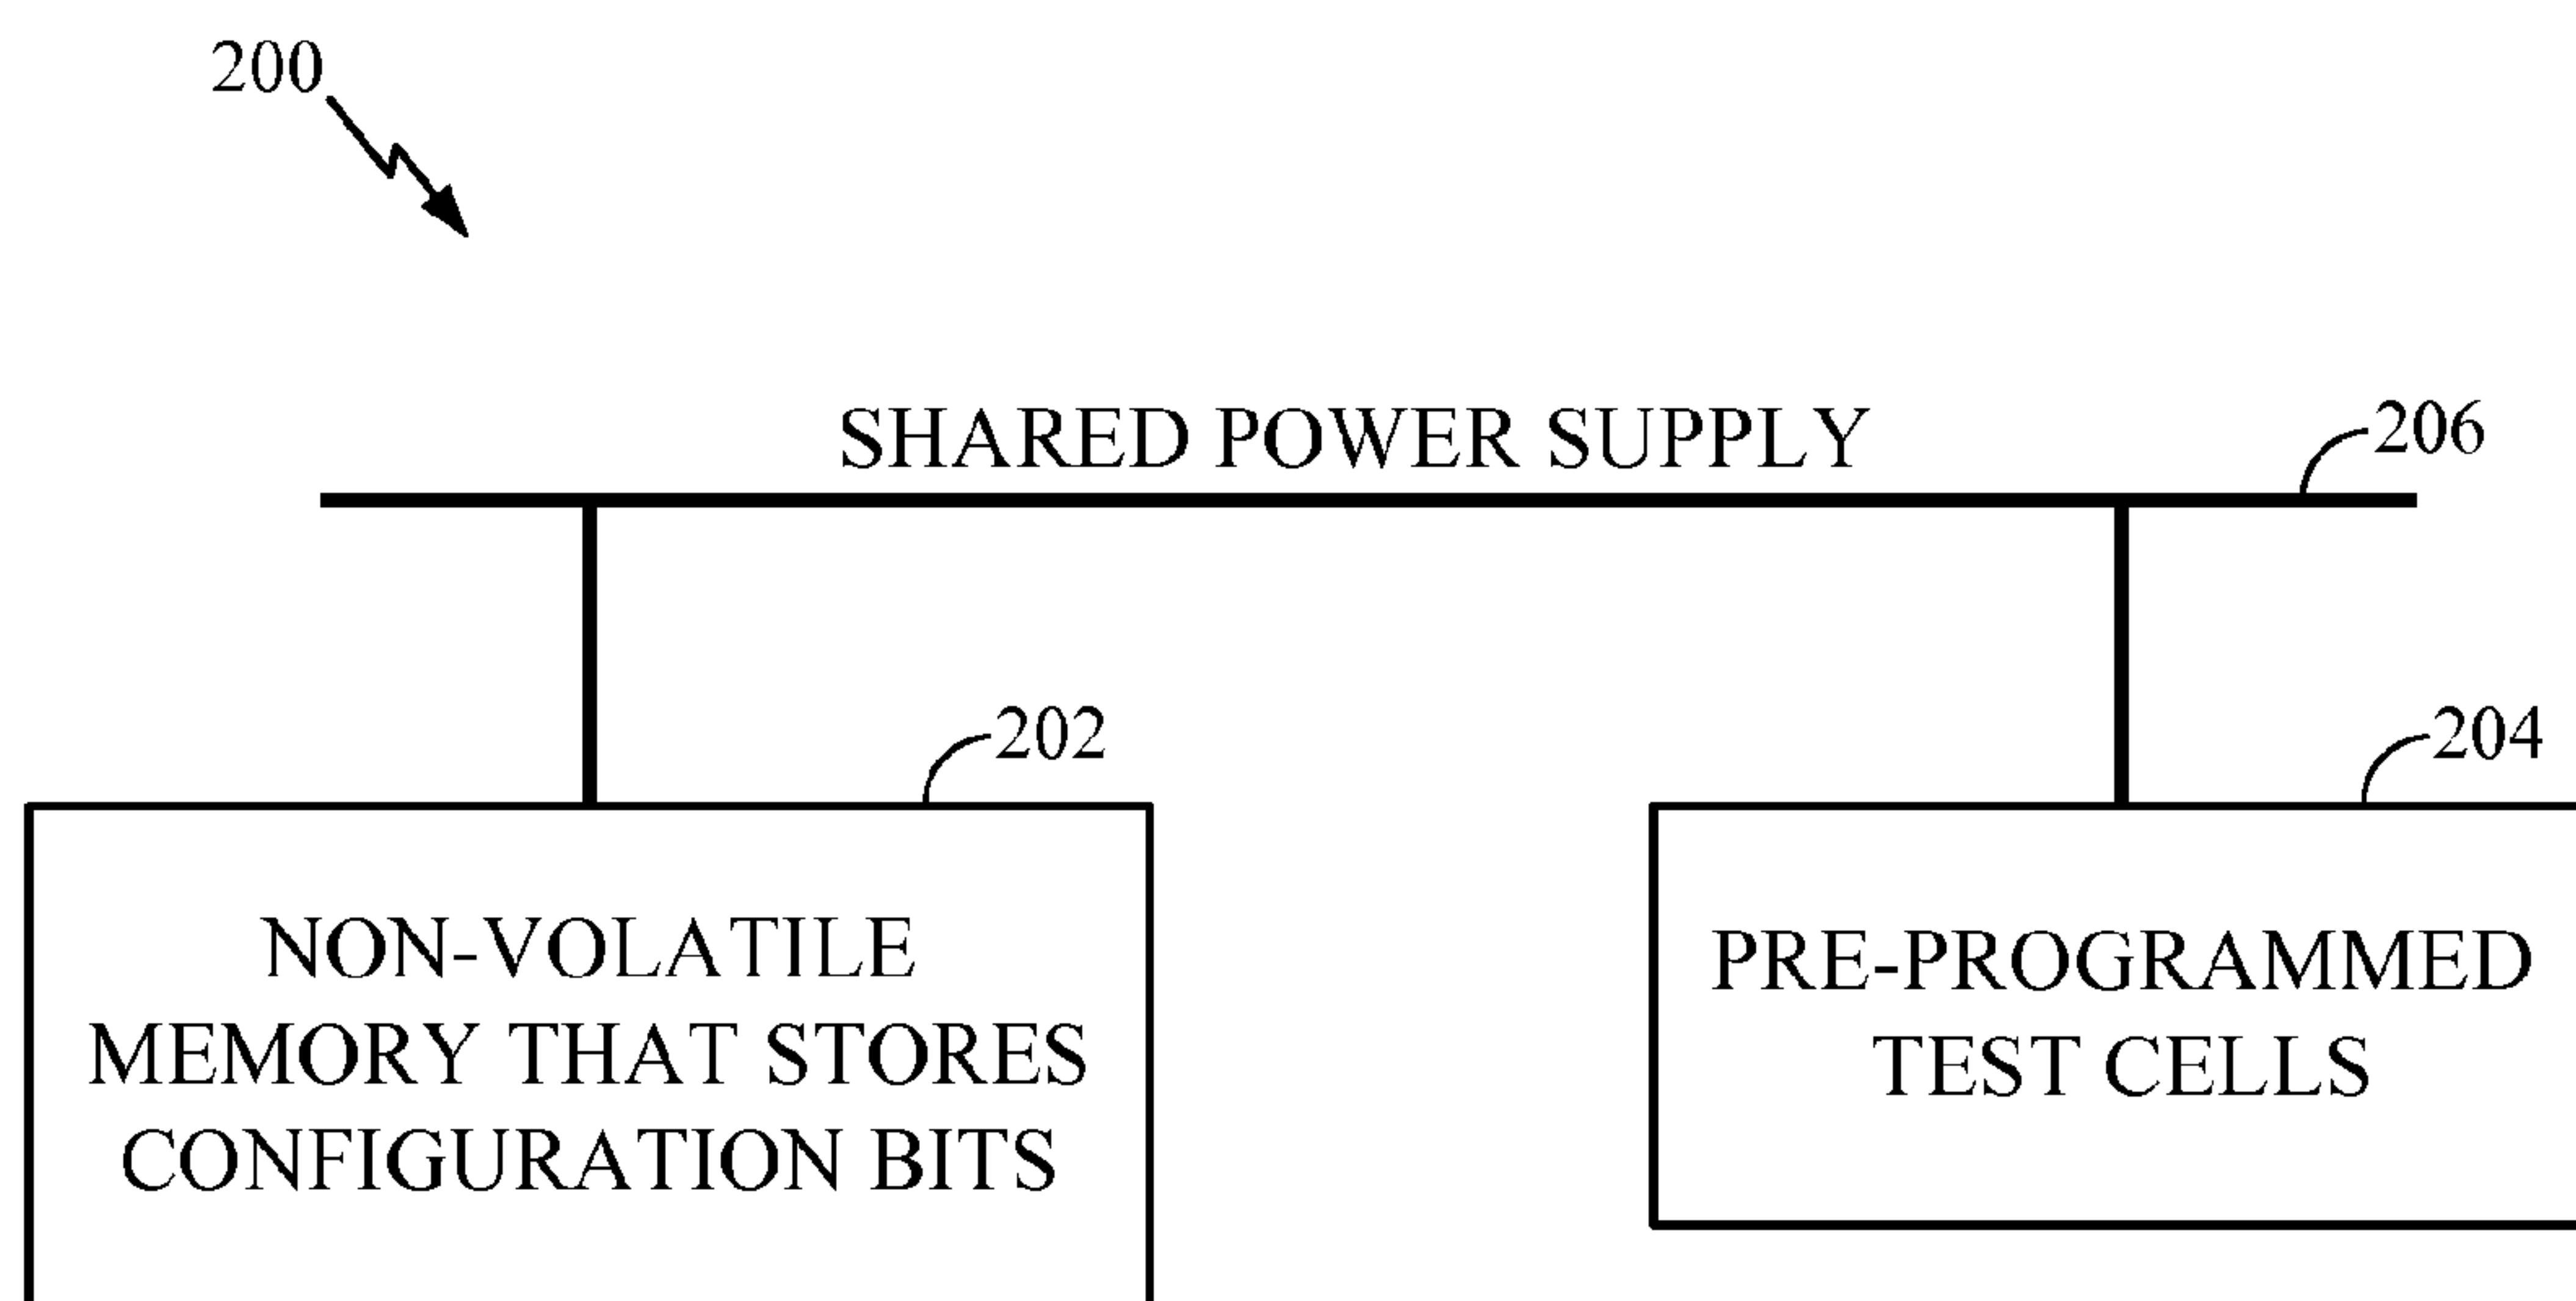 200
SHARED POWER SUPPLY
206
202
204
NON-VOLATILE
MEMORY THAT STORES
CONFIGURATION BITS
PRE-PROGRAMMED
TEST CELLS